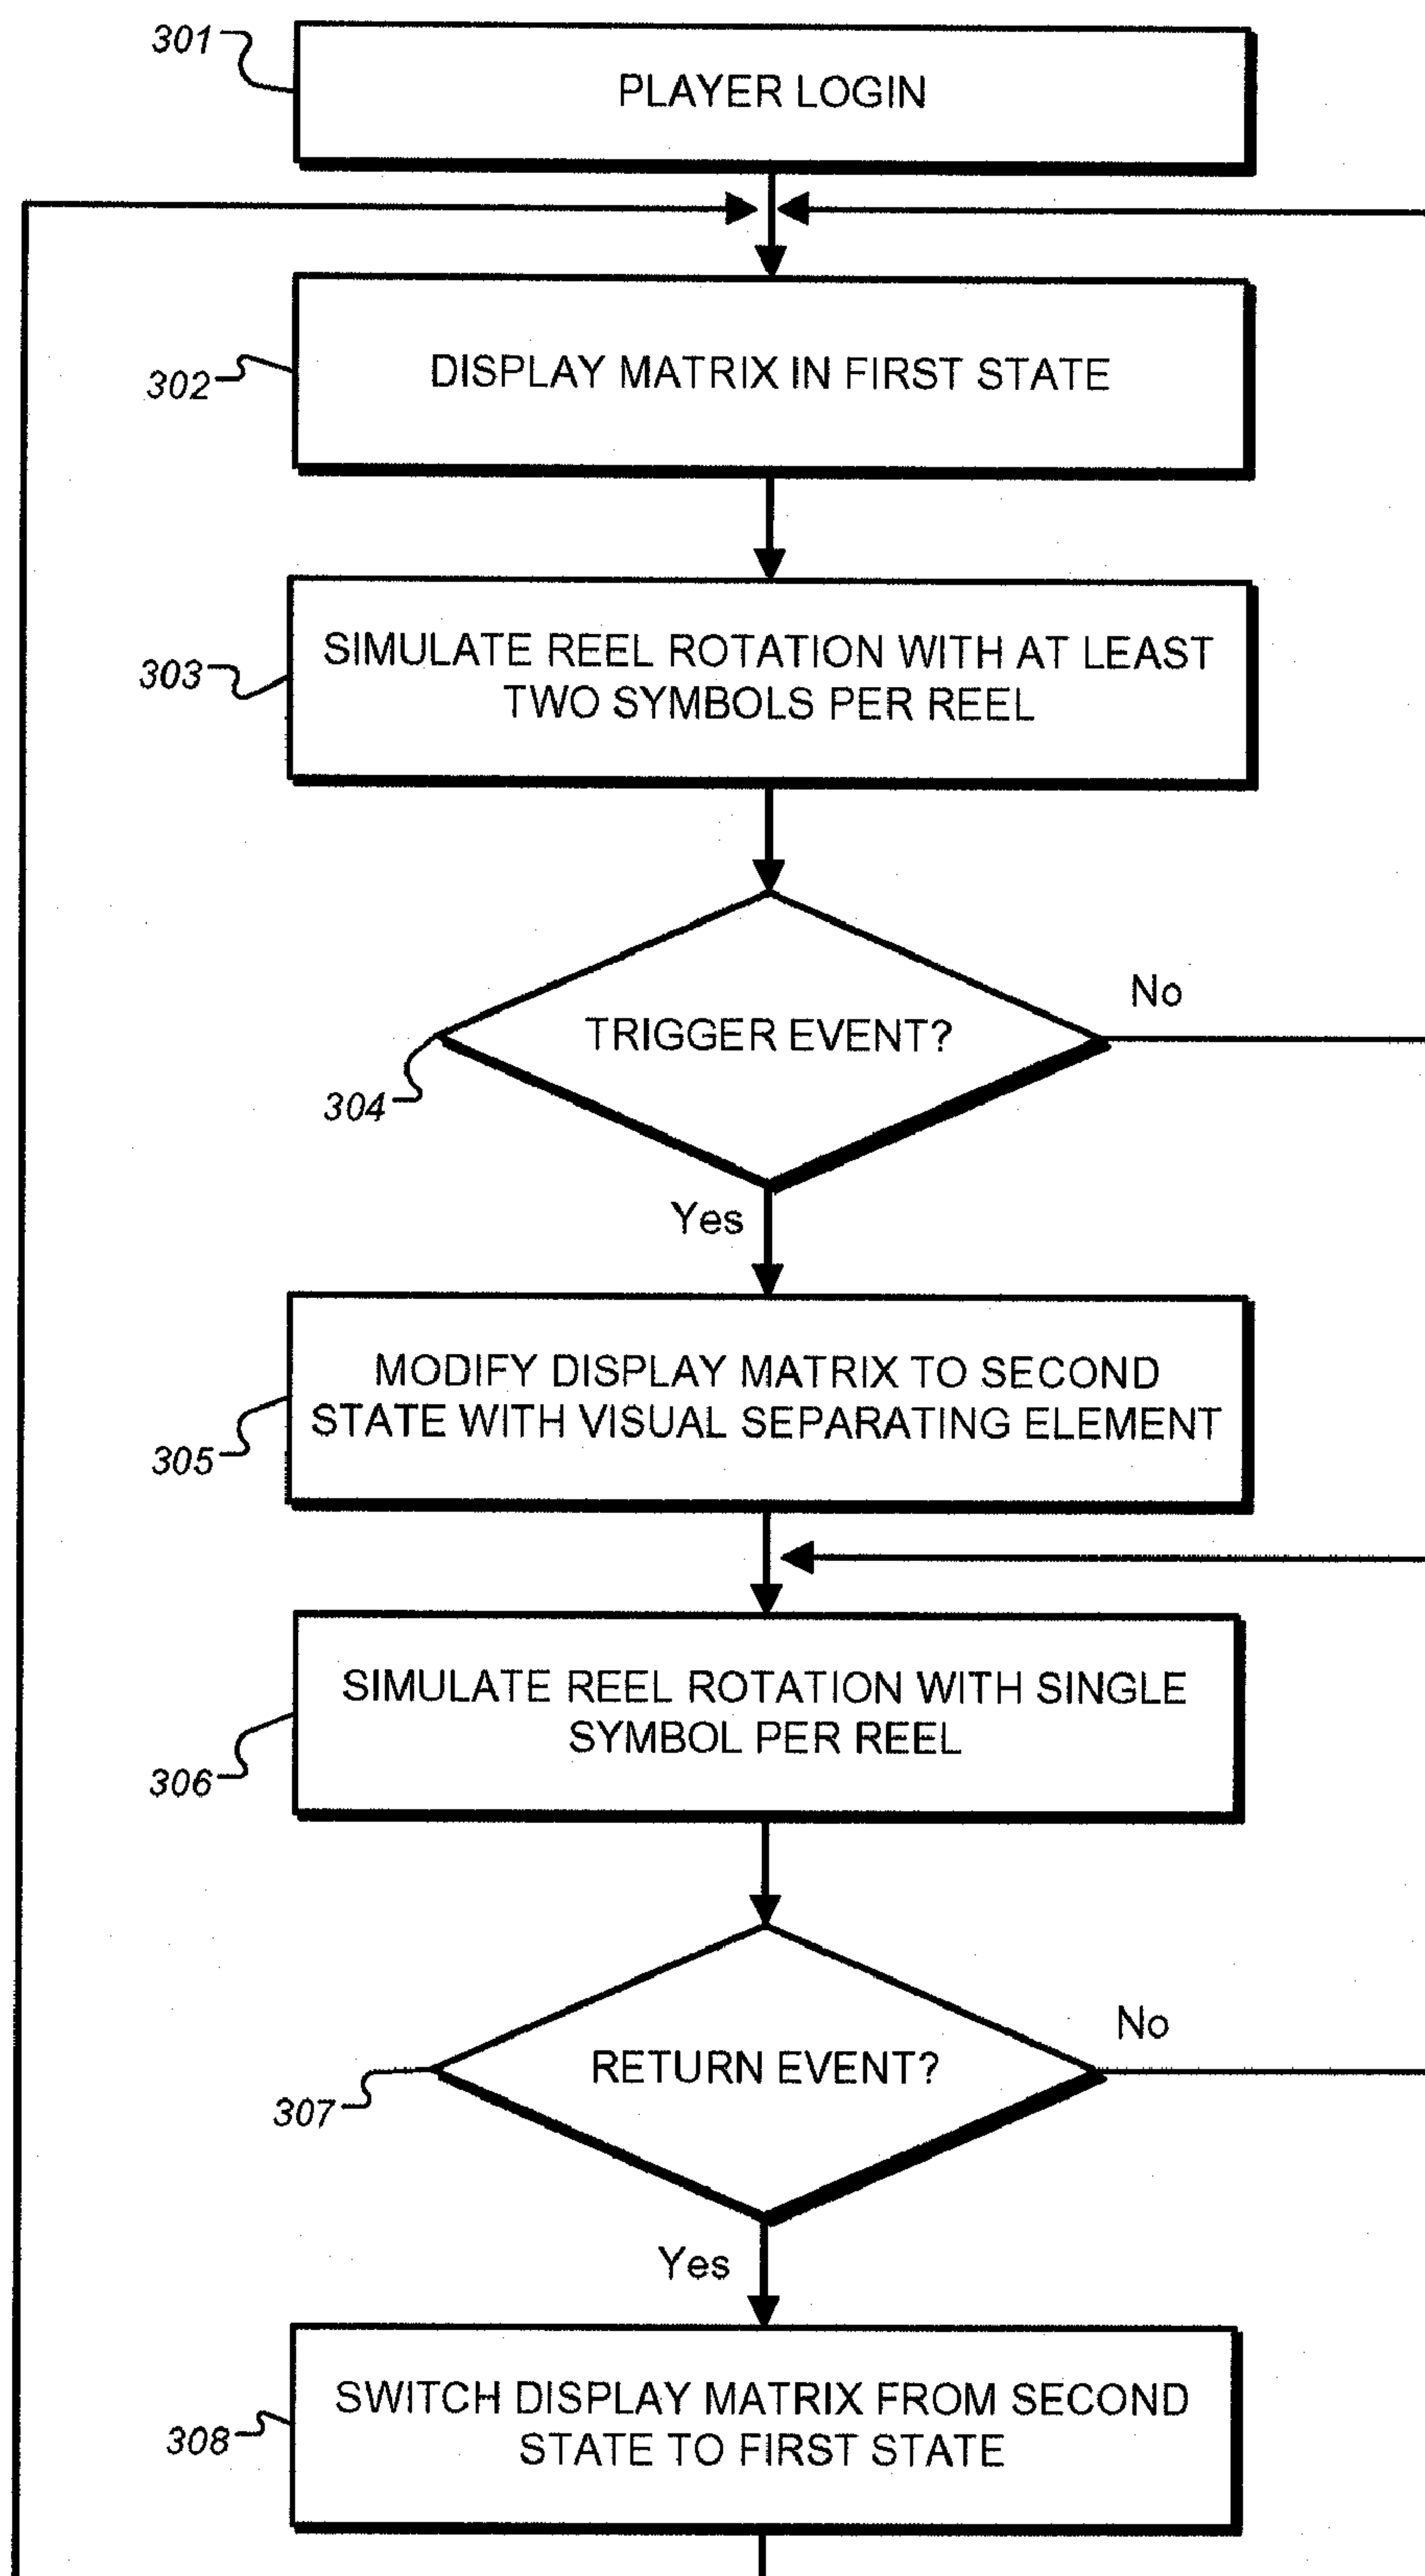 301
PLAYER LOGIN
302
DISPLAY MATRIX IN FIRST STATE
303
SIMULATE REEL ROTATION WITH AT LEAST
TWO SYMBOLS PER REEL
No
TRIGGER EVENT?
304
Yes
MODIFY DISPLAY MATRIX TO SECOND
STATE WITH VISUAL SEPARATING ELEMENT
305
SIMULATE REEL ROTATION WITH SINGLE
SYMBOL PER REEL
306
No
RETURN EVENT?
307
Yes
SWITCH DISPLAY MATRIX FROM SECOND
STATE TO FIRST STATE
308